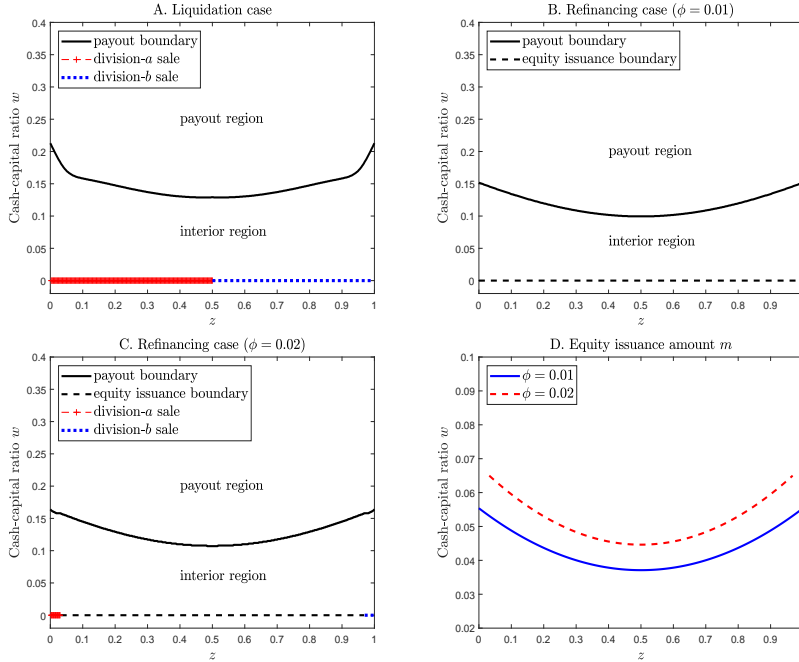 A. Liquidation case
0.4
0.35
0.3
0.25
0.2
0.15
0.1
0.05
0
Cash-capital ratio w
payout boundary
division-a sale
division-b sale
payout region
interior region
0 0.1 0.2 0.3 0.4 0.5 0.6 0.7 0.8 0.9 1
z
B. Refinancing case (ϕ = 0.01)
0.4
0.35
0.3
0.25
0.2
0.15
0.1
0.05
0
Cash-capital ratio w
payout boundary
equity issuance boundary
payout region
interior region
0 0.1 0.2 0.3 0.4 0.5 0.6 0.7 0.8 0.9
z
C. Refinancing case (ϕ = 0.02)
0.4
0.35
0.3
0.25
0.2
0.15
0.1
0.05
0
Cash-capital ratio w
payout boundary
equity issuance boundary
division-a sale
division-b sale
payout region
interior region
0 0.1 0.2 0.3 0.4 0.5 0.6 0.7 0.8 0.9 1
z
D. Equity issuance amount m
0.1
0.09
0.08
0.07
0.06
0.05
0.04
0.03
0.02
Cash-capital ratio w
ϕ = 0.01
ϕ = 0.02
0 0.1 0.2 0.3 0.4 0.5 0.6 0.7 0.8 0.9
z